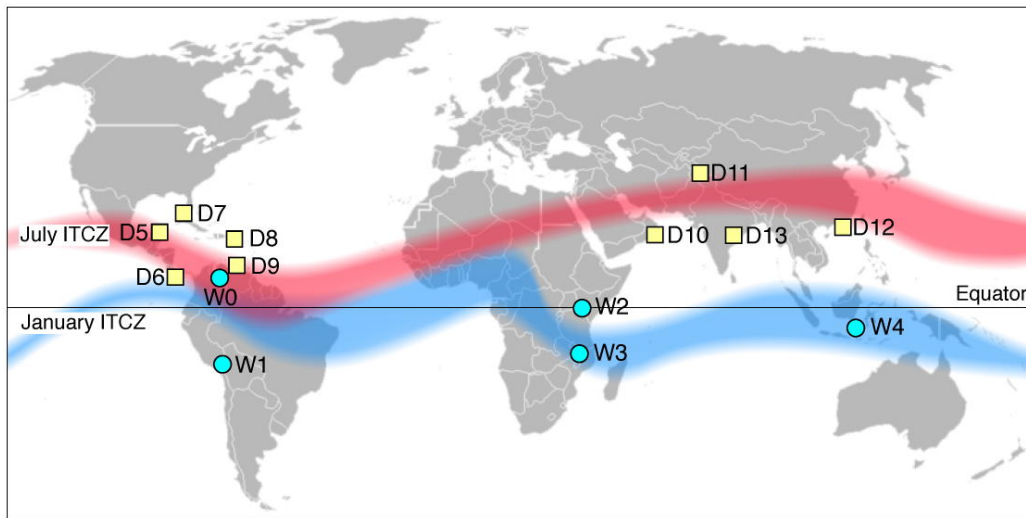 D11
D7
D5
July ITCZ
D8
D10
D13
D12
D9
D6
W0
Equator
January ITCZ
W2
W4
W3
W1